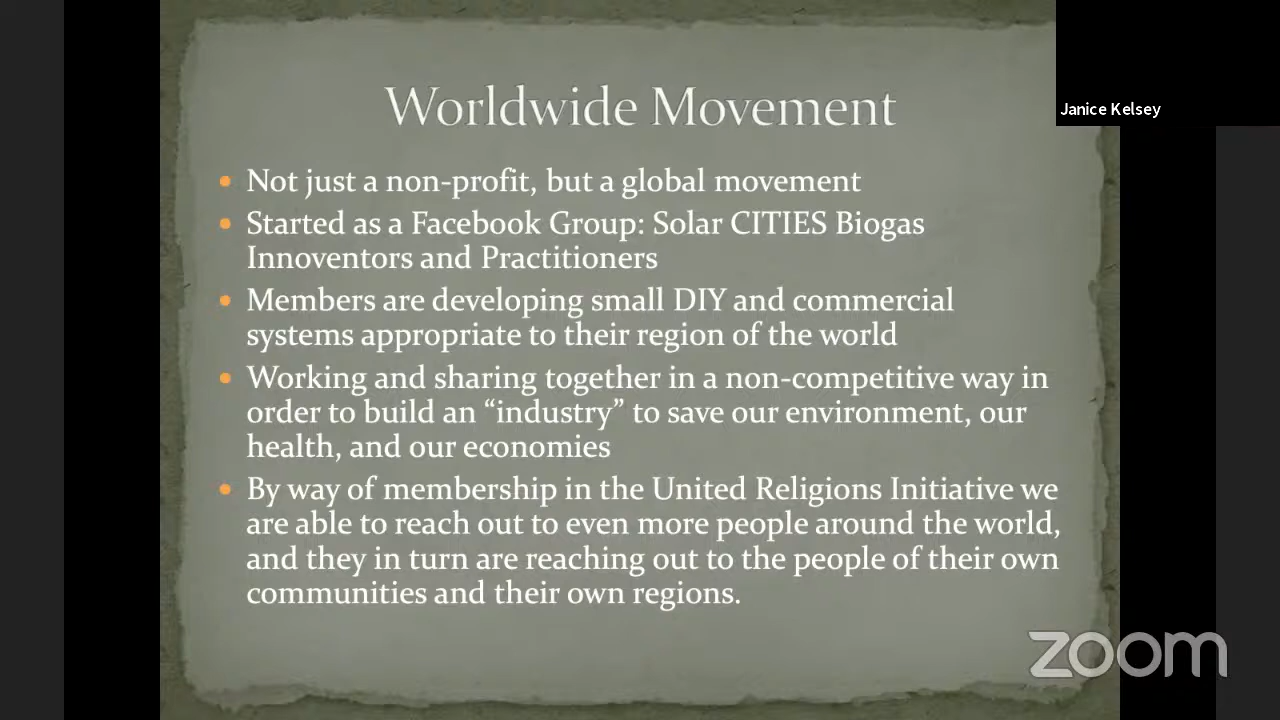 Worldwide Movement
Janice Kelsey
• Not just a non-profit, but a global movement
• Started as a Facebook Group: Solar CITIES Biogas
Innoventors and Practitioners
• Members are developing small DIY and commercial
systems appropriate to their region of the world
• Working and sharing together in a non-competitive way in
order to build an “industry” to save our environment, our
health, and our economies
• By way of membership in the United Religions Initiative we
are able to reach out to even more people around the world,
and they in turn are reaching out to the people of their own
communities and their own regions.
zoom